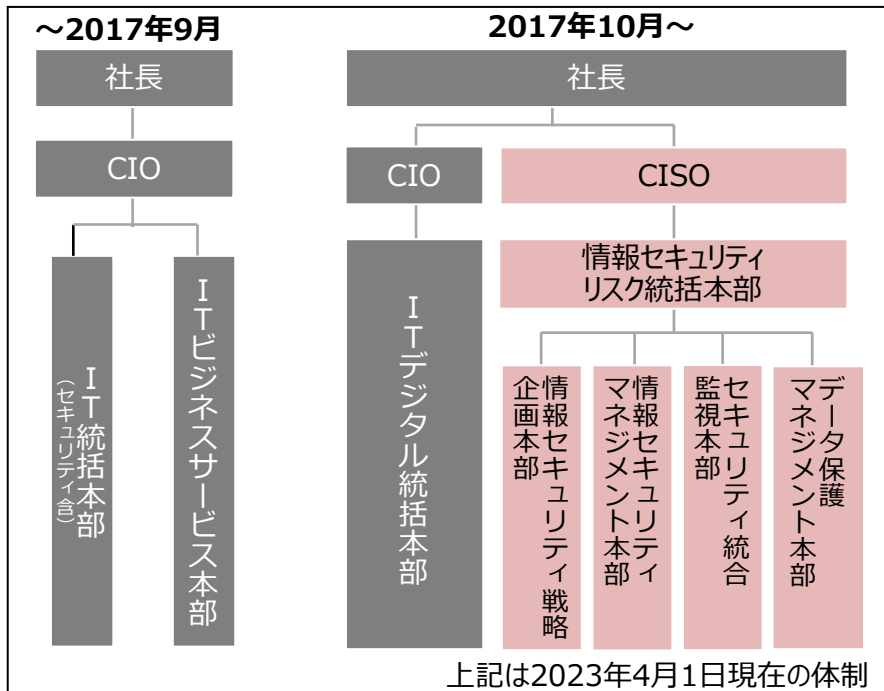 ～2017年9月
社長
CIO
IT統括本部
（セキュリティ含）
ITビジネスサービス本部
2017年10月～
社長
CIO
ITデジタル統括本部
CISO
情報セキュリティ
リスク統括本部
情報セキュリティ戦略
企画本部
情報セキュリティ
マネジメント本部
セキュリティ統合
監視本部
データ保護
マネジメント本部
上記は2023年4月1日現在の体制